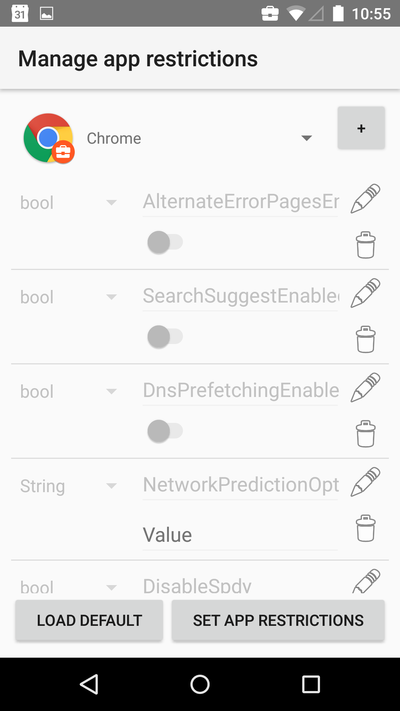 31
10:55
Manage app restrictions
Chrome
+
bool
AlternateErrorPagesEr
bool
SearchSuggestEnable
bool
DnsPrefetchingEnable
String
NetworkPredictionOpt
Value
bool
DisableSpdy
LOAD DEFAULT
SET APP RESTRICTIONS